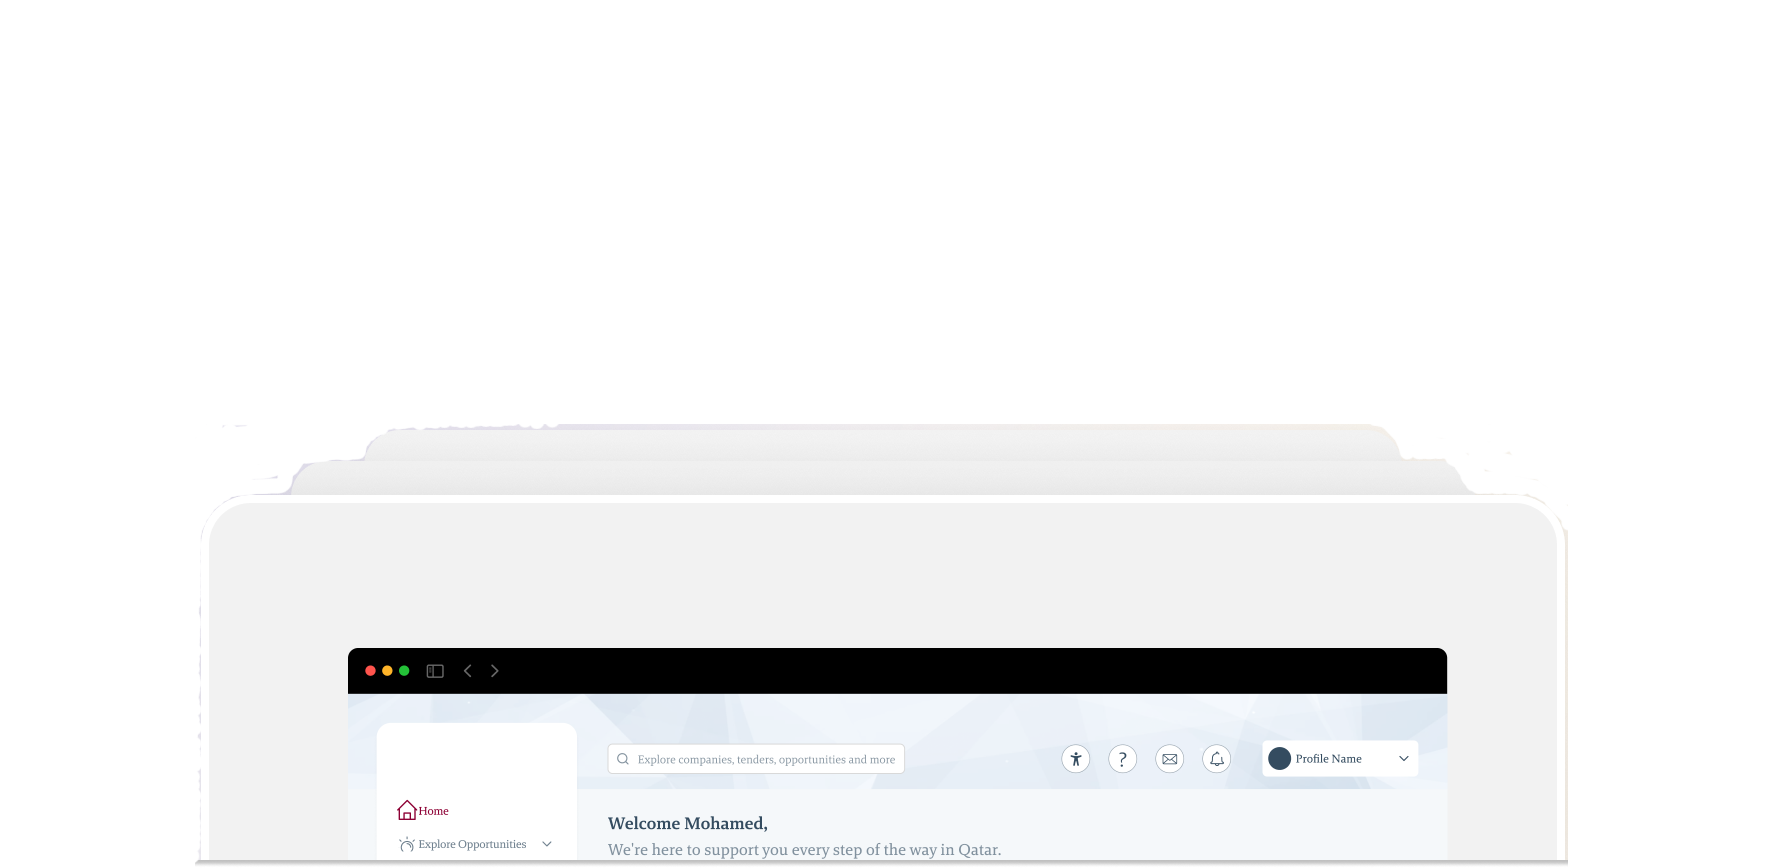 Explore companies, tenders, opportunities and more
?
Profile Name
Home
Welcome Mohamed,
Explore Opportunities
We're here to support you every step of the way in Qatar.